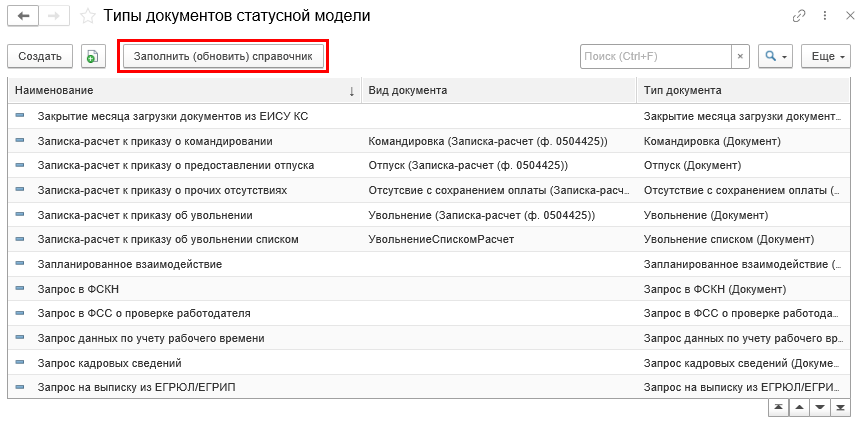 Типы документов статусной модели
Создать Заполнить (обновить) справочник Поиск (Ctrl+F) × Еще
Наименование ↓ Вид документа Тип документа
Закрытие месяца загрузки документов из ЕИСУ КС Закрытие месяца загрузки документ...
Записка-расчет к приказу о командировании Командировка (Записка-расчет (ф. 0504425)) Командировка (Документ)
Записка-расчет к приказу о предоставлении отпуска Отпуск (Записка-расчет (ф. 0504425)) Отпуск (Документ)
Записка-расчет к приказу о прочих отсутствиях Отсутсвие с сохранением оплаты (Записка-расч... Отсутствие с сохранением оплаты (...
Записка-расчет к приказу об увольнении Увольнение (Записка-расчет (ф. 0504425)) Увольнение (Документ)
Записка-расчет к приказу об увольнении списком УвольнениеСпискомРасчет Увольнение списком (Документ)
Запланированное взаимодействие Запланированное взаимодействие (...
Запрос в ФСКН Запрос в ФСКН (Документ)
Запрос в ФСС о проверке работодателя Запрос в ФСС о проверке работода...
Запрос данных по учету рабочего времени Запрос данных по учету рабочего вр...
Запрос кадровых сведений Запрос кадровых сведений (Докуме...
Запрос на выписку из ЕГРЮЛ/ЕГРИП Запрос на выписку из ЕГРЮЛ/ЕГРИ...